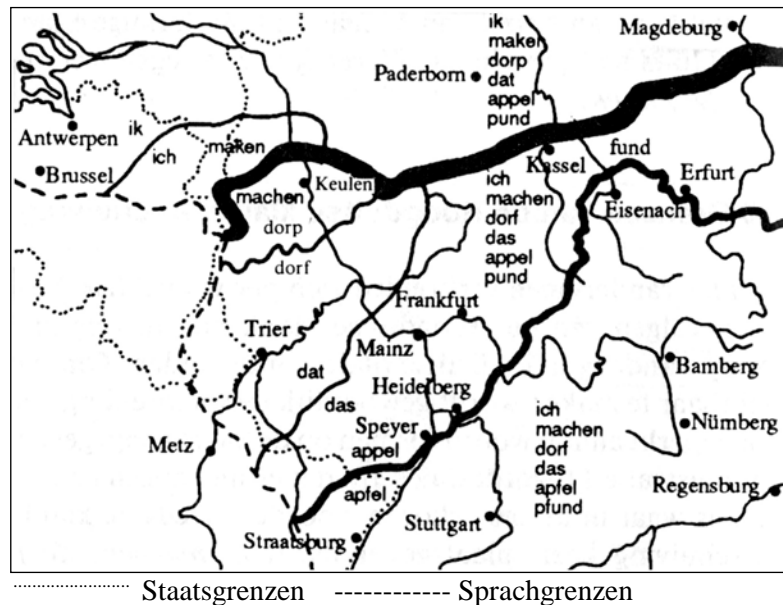 ik
maken
dorp
dat
appel
pund
Magdeburg
Paderborn
Antwerpen
ik
ich
maken
Brussel
Kassel
fund
Erfurt
Eisenach
machen
Keulen
ich
machen
dorf
das
appel
pund
dorp
dorf
Frankfurt
Trier
Mainz
Bamberg
dat
das
Heidelberg
Speyer
Nürnberg
ich
machen
dorf
das
apfel
pfund
Metz
appel
apfel
Regensburg
Stuttgart
Straatsburg
Staatsgrenzen
Sprachgrenzen